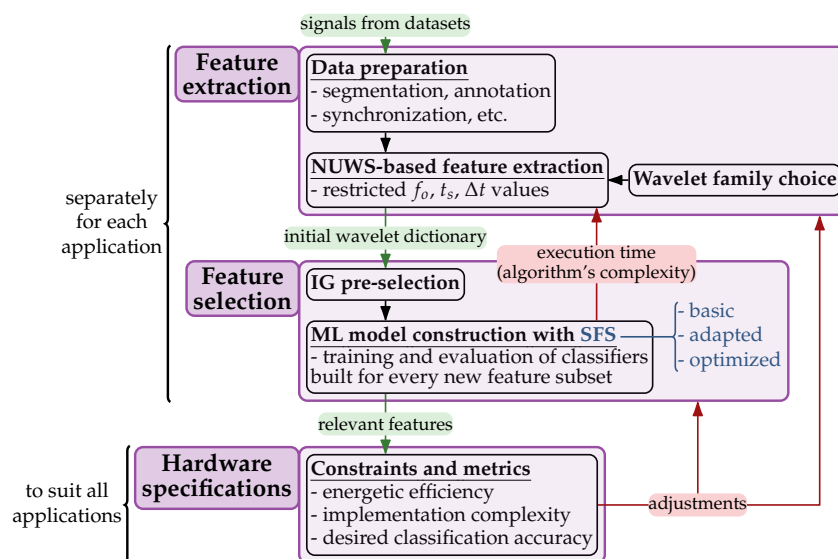 signals from datasets
Feature
extraction
Data preparation
- segmentation, annotation
- synchronization, etc.
NUWS-based feature extraction
- restricted fₒ, tₛ, Δt values
Wavelet family choice
separately
for each
application
initial wavelet dictionary
execution time
(algorithm's complexity)
Feature
selection
IG pre-selection
ML model construction with SFS
- training and evaluation of classifiers
built for every new feature subset
- basic
- adapted
- optimized
relevant features
Hardware
specifications
Constraints and metrics
- energetic efficiency
- implementation complexity
- desired classification accuracy
to suit all
applications
adjustments